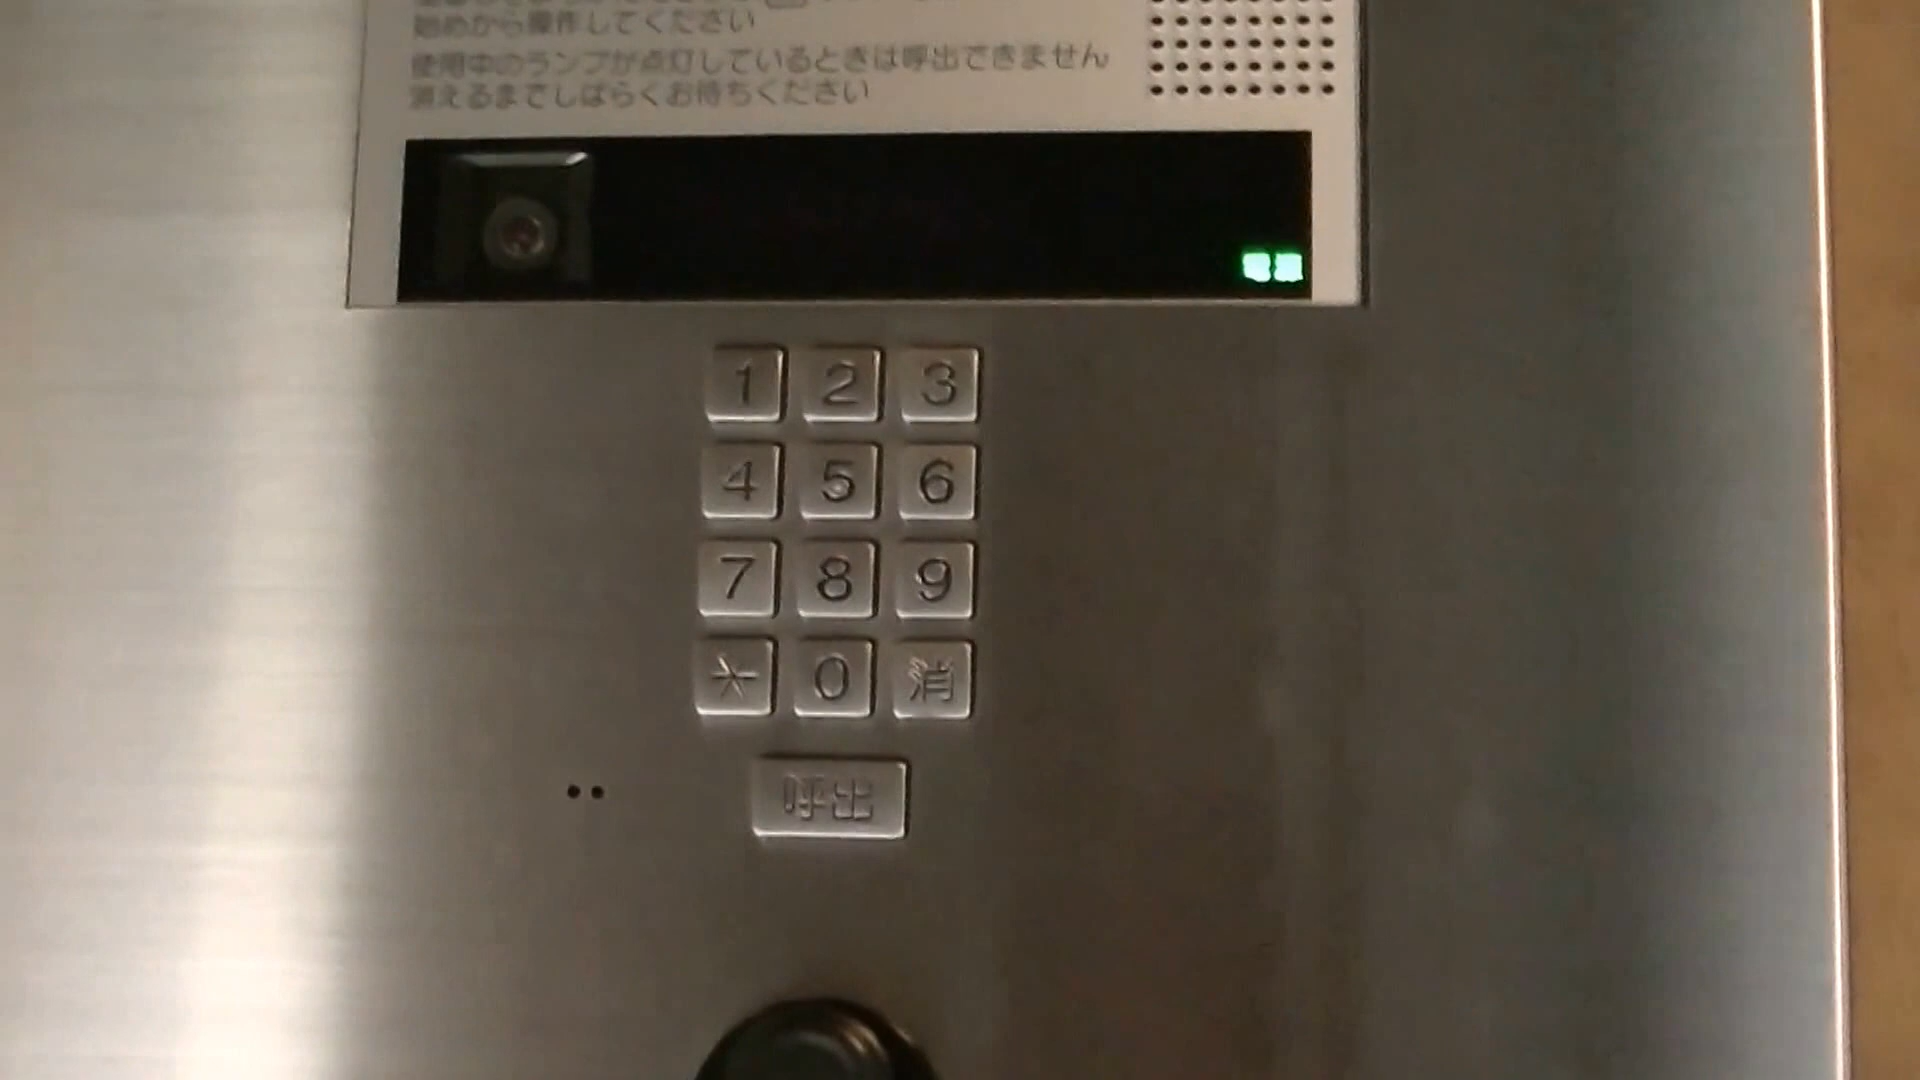 始めから操作してください
使用中のランプが点灯しているときは呼出できません
消えるまでしばらくお待ちください
電源
1 2 3
4 5 6
7 8 9
* 0 消
呼出